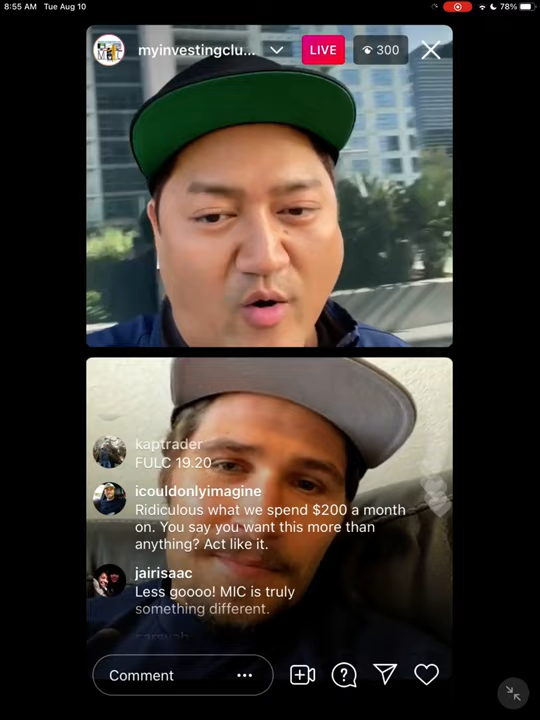 8:55 AM Tue Aug 10
78%
myinvestingclu...
LIVE
300
kaptrader
FULC 19.20
icouldonlyimagine
Ridiculous what we spend $200 a month
on. You say you want this more than
anything? Act like it.
jairisaac
Less goooo! MIC is truly
something different.
Comment